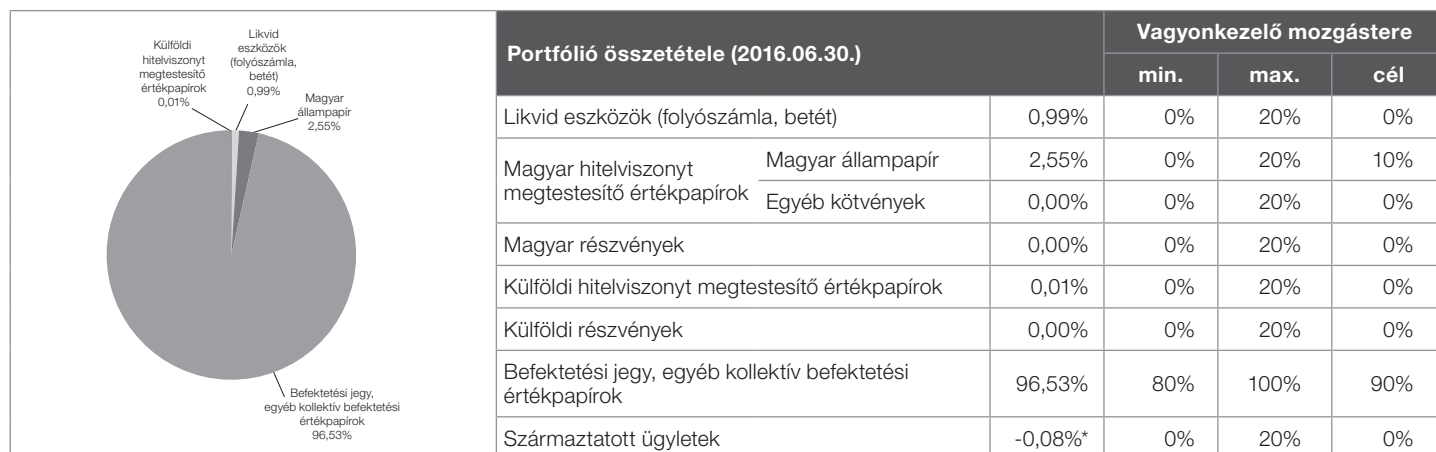 Külföldi
hitelviszonyt
megtestesítő
értékpapírok
0,01%
Likvid
eszközök
(folyószámla,
betét)
0,99%
Magyar
állampapír
2,55%
Befektetési jegy,
egyéb kollektív befektetési
értékpapírok
96,53%
Portfólió összetétele (2016.06.30.) Vagyonkezelő mozgástere
min. max. cél
Likvid eszközök (folyószámla, betét) 0,99% 0% 20% 0%
Magyar hitelviszonyt
megtestesítő értékpapírok
Magyar állampapír 2,55% 0% 20% 10%
Egyéb kötvények 0,00% 0% 20% 0%
Magyar részvények 0,00% 0% 20% 0%
Külföldi hitelviszonyt megtestesítő értékpapírok 0,01% 0% 20% 0%
Külföldi részvények 0,00% 0% 20% 0%
Befektetési jegy, egyéb kollektív befektetési
értékpapírok 96,53% 80% 100% 90%
Származtatott ügyletek -0,08%* 0% 20% 0%